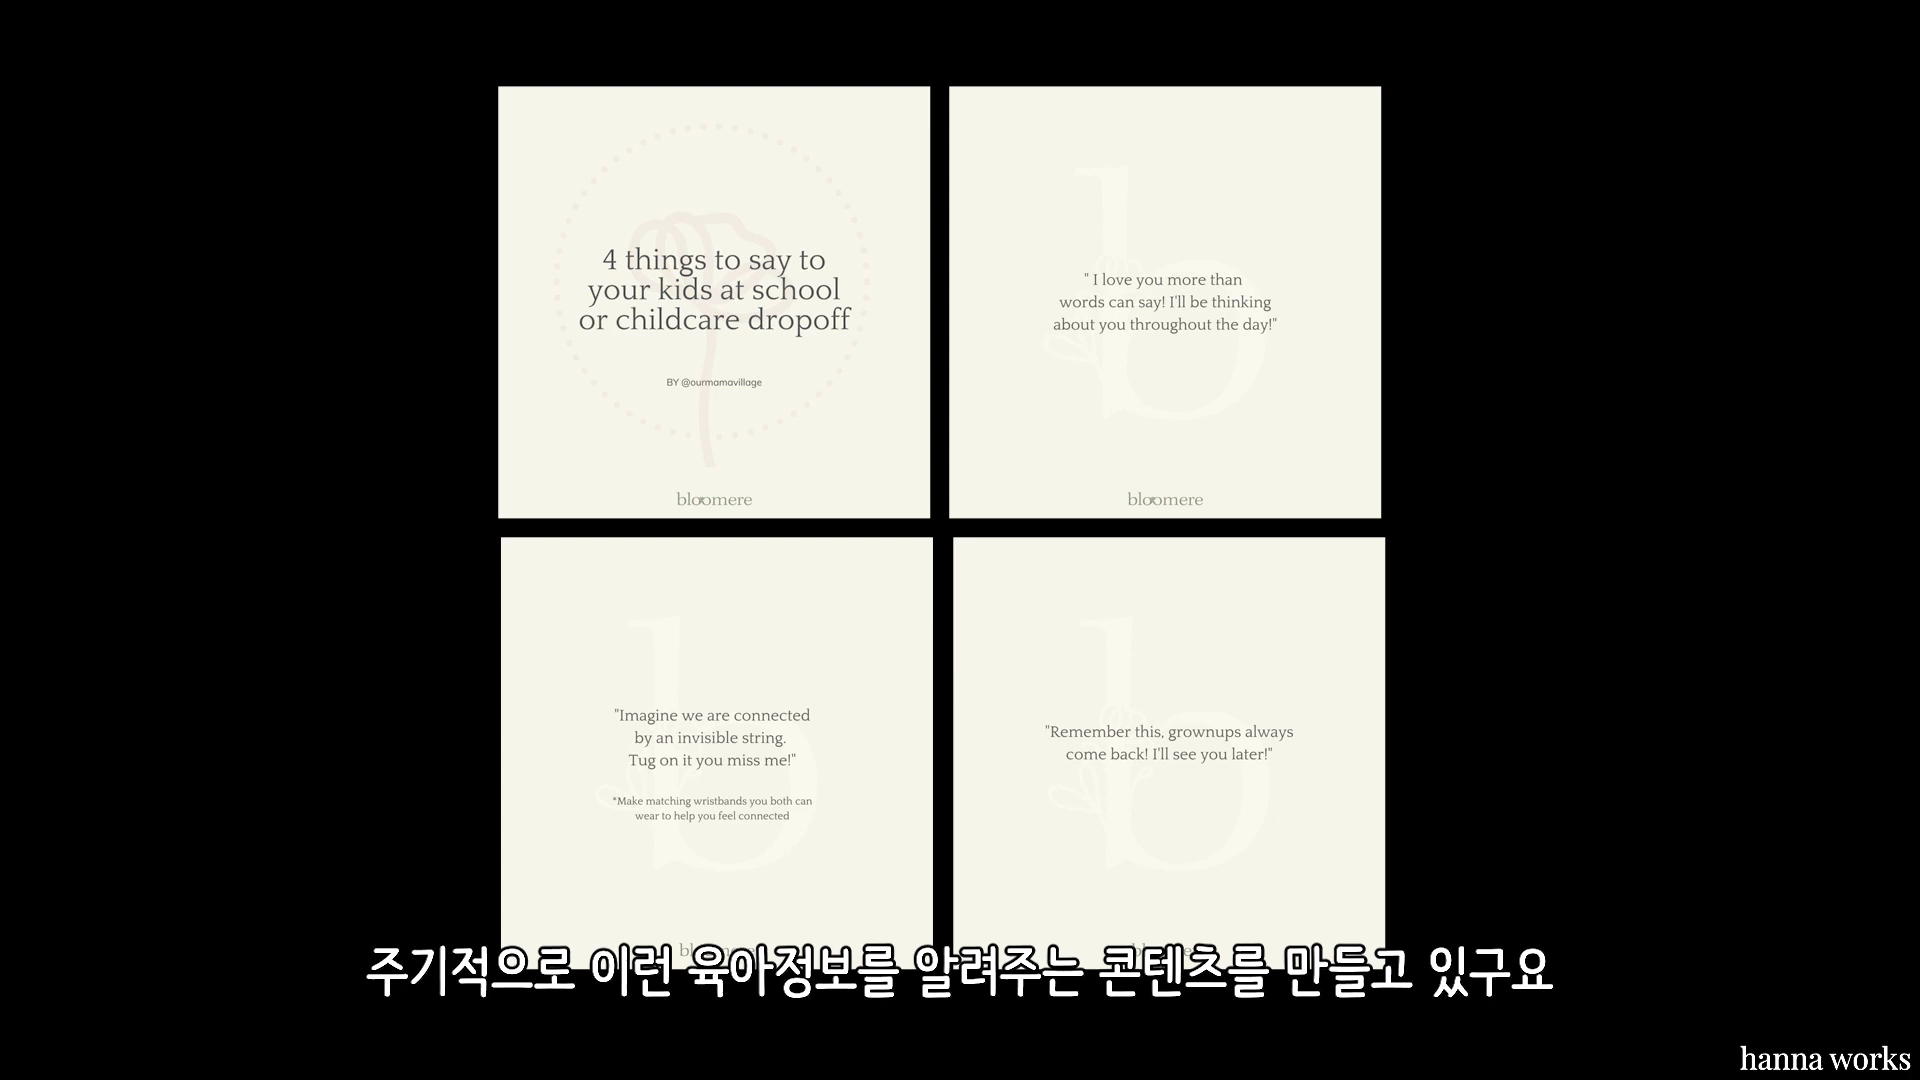 4 things to say to
your kids at school
or childcare dropoff
BY @ourmamavillage
bloomere
" I love you more than
words can say! I'll be thinking
about you throughout the day!"
bloomere
"Imagine we are connected
by an invisible string.
Tug on it you miss me!"
*Make matching wristbands you both can
wear to help you feel connected
"Remember this, grownups always
come back! I'll see you later!"
주기적으로 이런 육아정보를 알려주는 콘텐츠를 만들고 있구요
hanna works